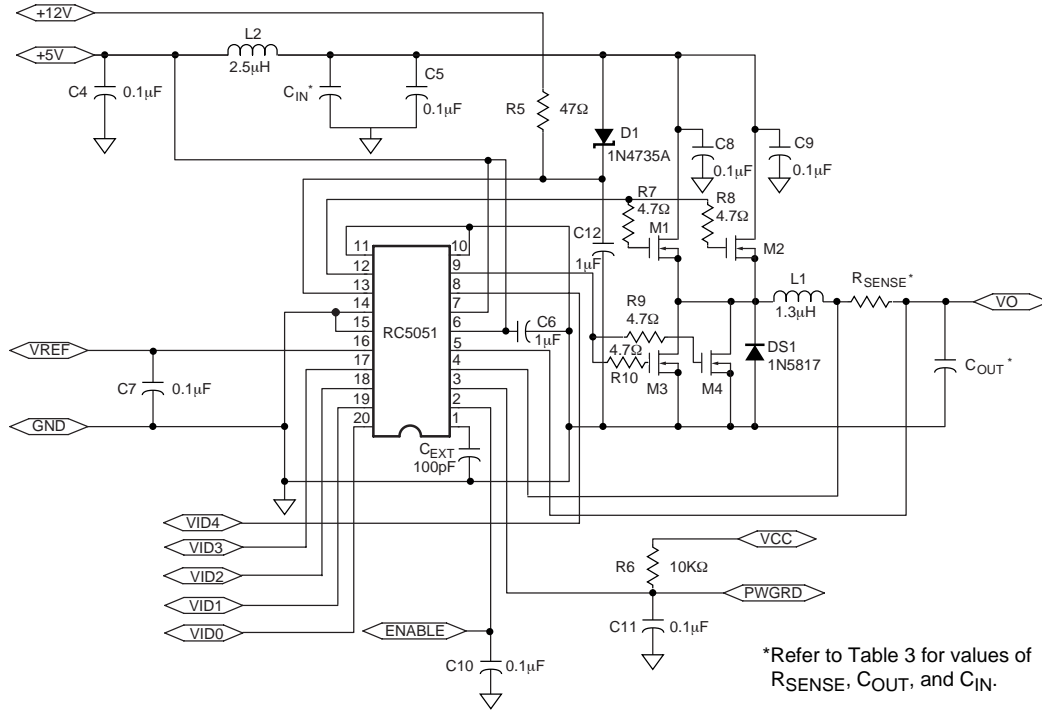 +12V
+5V
L2
2.5µH
C4
0.1µF
CIN*
C5
0.1µF
R5
47Ω
D1
1N4735A
C8
0.1µF
C9
0.1µF
R7
4.7Ω
M1
R8
4.7Ω
M2
C12
1µF
11
12
13
14
15
16
17
18
19
20
RC5051
10
9
8
7
6
5
4
3
2
1
C6
1µF
R9
4.7Ω
4.7Ω
R10
M3
M4
L1
1.3µH
RSENSE*
VO
DS1
1N5817
COUT*
VREF
C7
0.1µF
GND
CEXT
100pF
VID4
VID3
VID2
VID1
VID0
VCC
R6
10KΩ
PWGRD
C11
0.1µF
ENABLE
C10
0.1µF
*Refer to Table 3 for values of
RSENSE, COUT, and CIN.